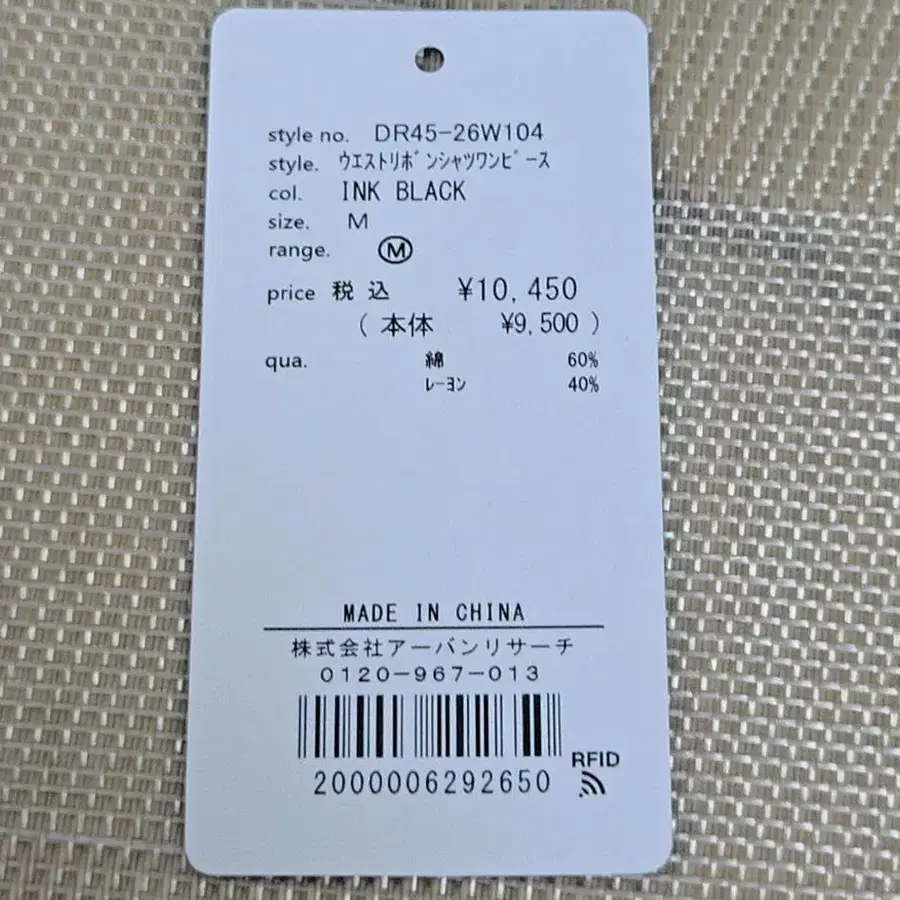 style no. DR45-26W104
style. ｳｴｽﾄﾘﾎﾞﾝｼｬﾂﾜﾝﾋﾟｰｽ
col. INK BLACK
size. M
range. Ⓜ
price 税 込 ¥10,450
( 本体 ¥9,500 )
qua. 綿 60%
ﾚｰﾖﾝ 40%
MADE IN CHINA
株式会社アーバンリサーチ
0120-967-013
RFID
2000006292650